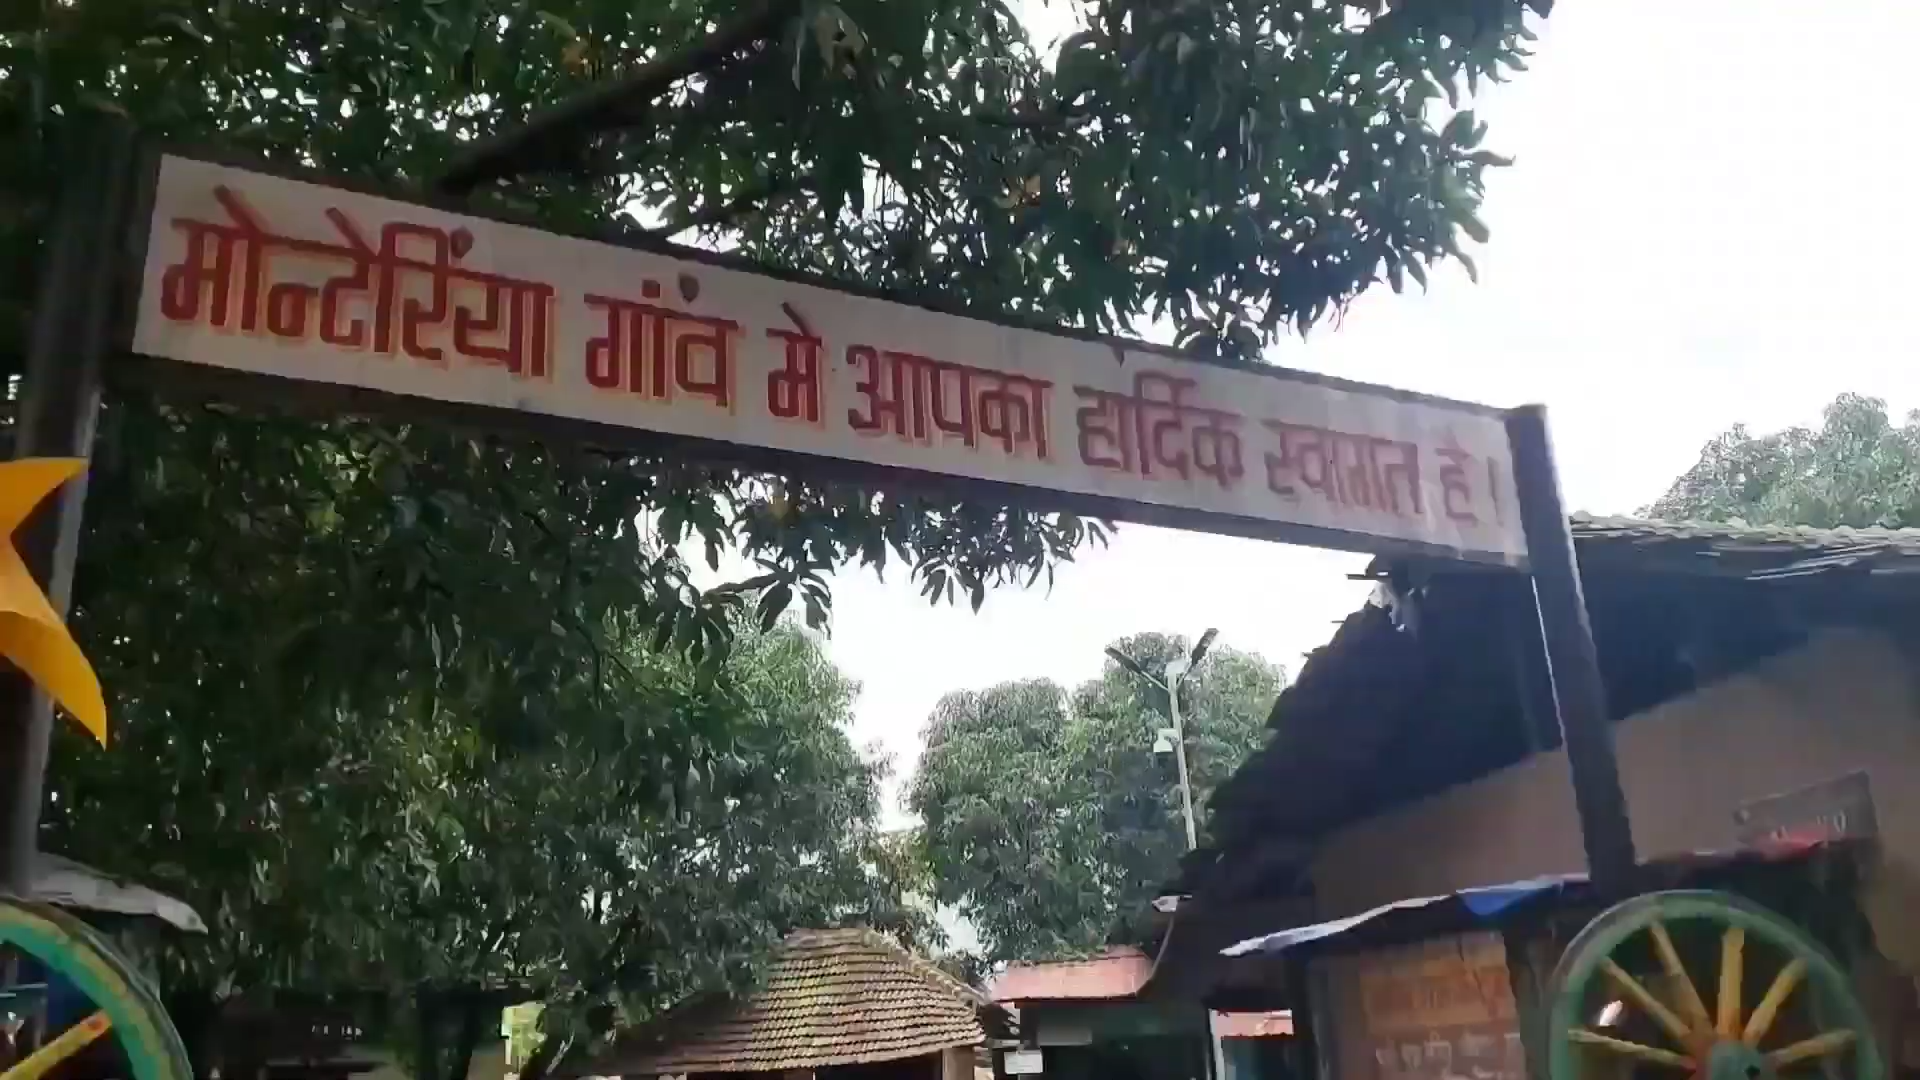 मोन्टेरिंया गांव मे आपका हार्दिक स्वागत है।